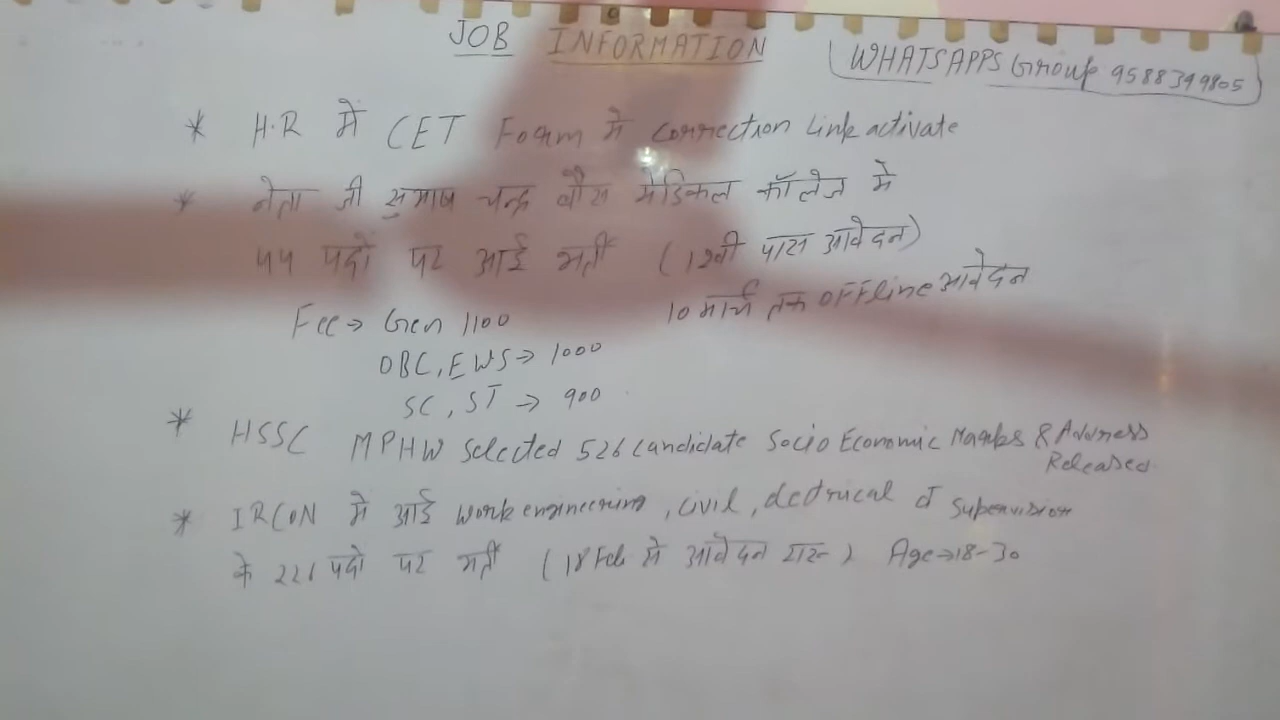 JOB INFORMATION
WHATSAPPS Group 9588349805
* H.R में CET Form में Correction Link activate
* नेता जी सुभाष चन्द्र बौस मेडिकल कॉलेज में
५५ पदों पर आई भर्ती (12वी पास आवेदन)
10 मार्च तक OFFline आवेदन
Fee→ Gen 1100
OBC, EWS→ 1000
SC, ST → 900
* HSSC MPHW Selected 526 Candidate Socio Economic Marks & Address
Released
* IRCON में आई work engineering, Civil, electrical & Supervision
के 226 पदो पर भर्ती (18 Feb से आवेदन शुरू) Age→18-30